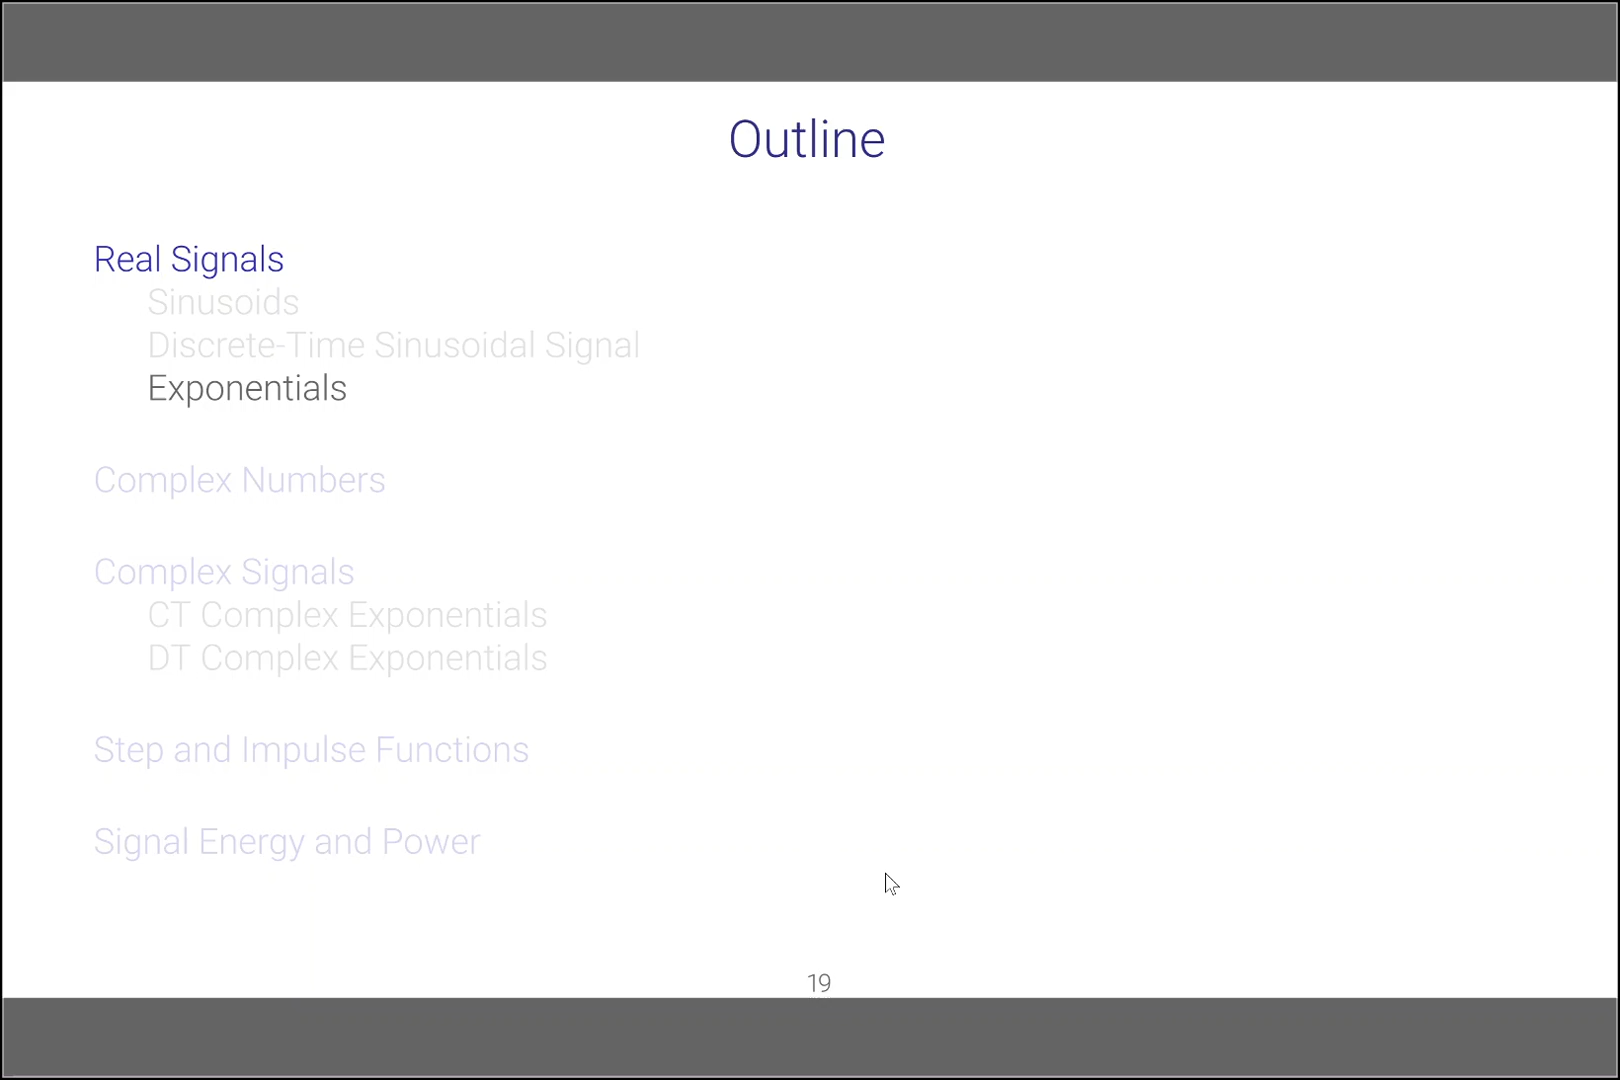 Outline
Real Signals
Sinusoids
Discrete-Time Sinusoidal Signal
Exponentials
Complex Numbers
Complex Signals
CT Complex Exponentials
DT Complex Exponentials
Step and Impulse Functions
Signal Energy and Power
19